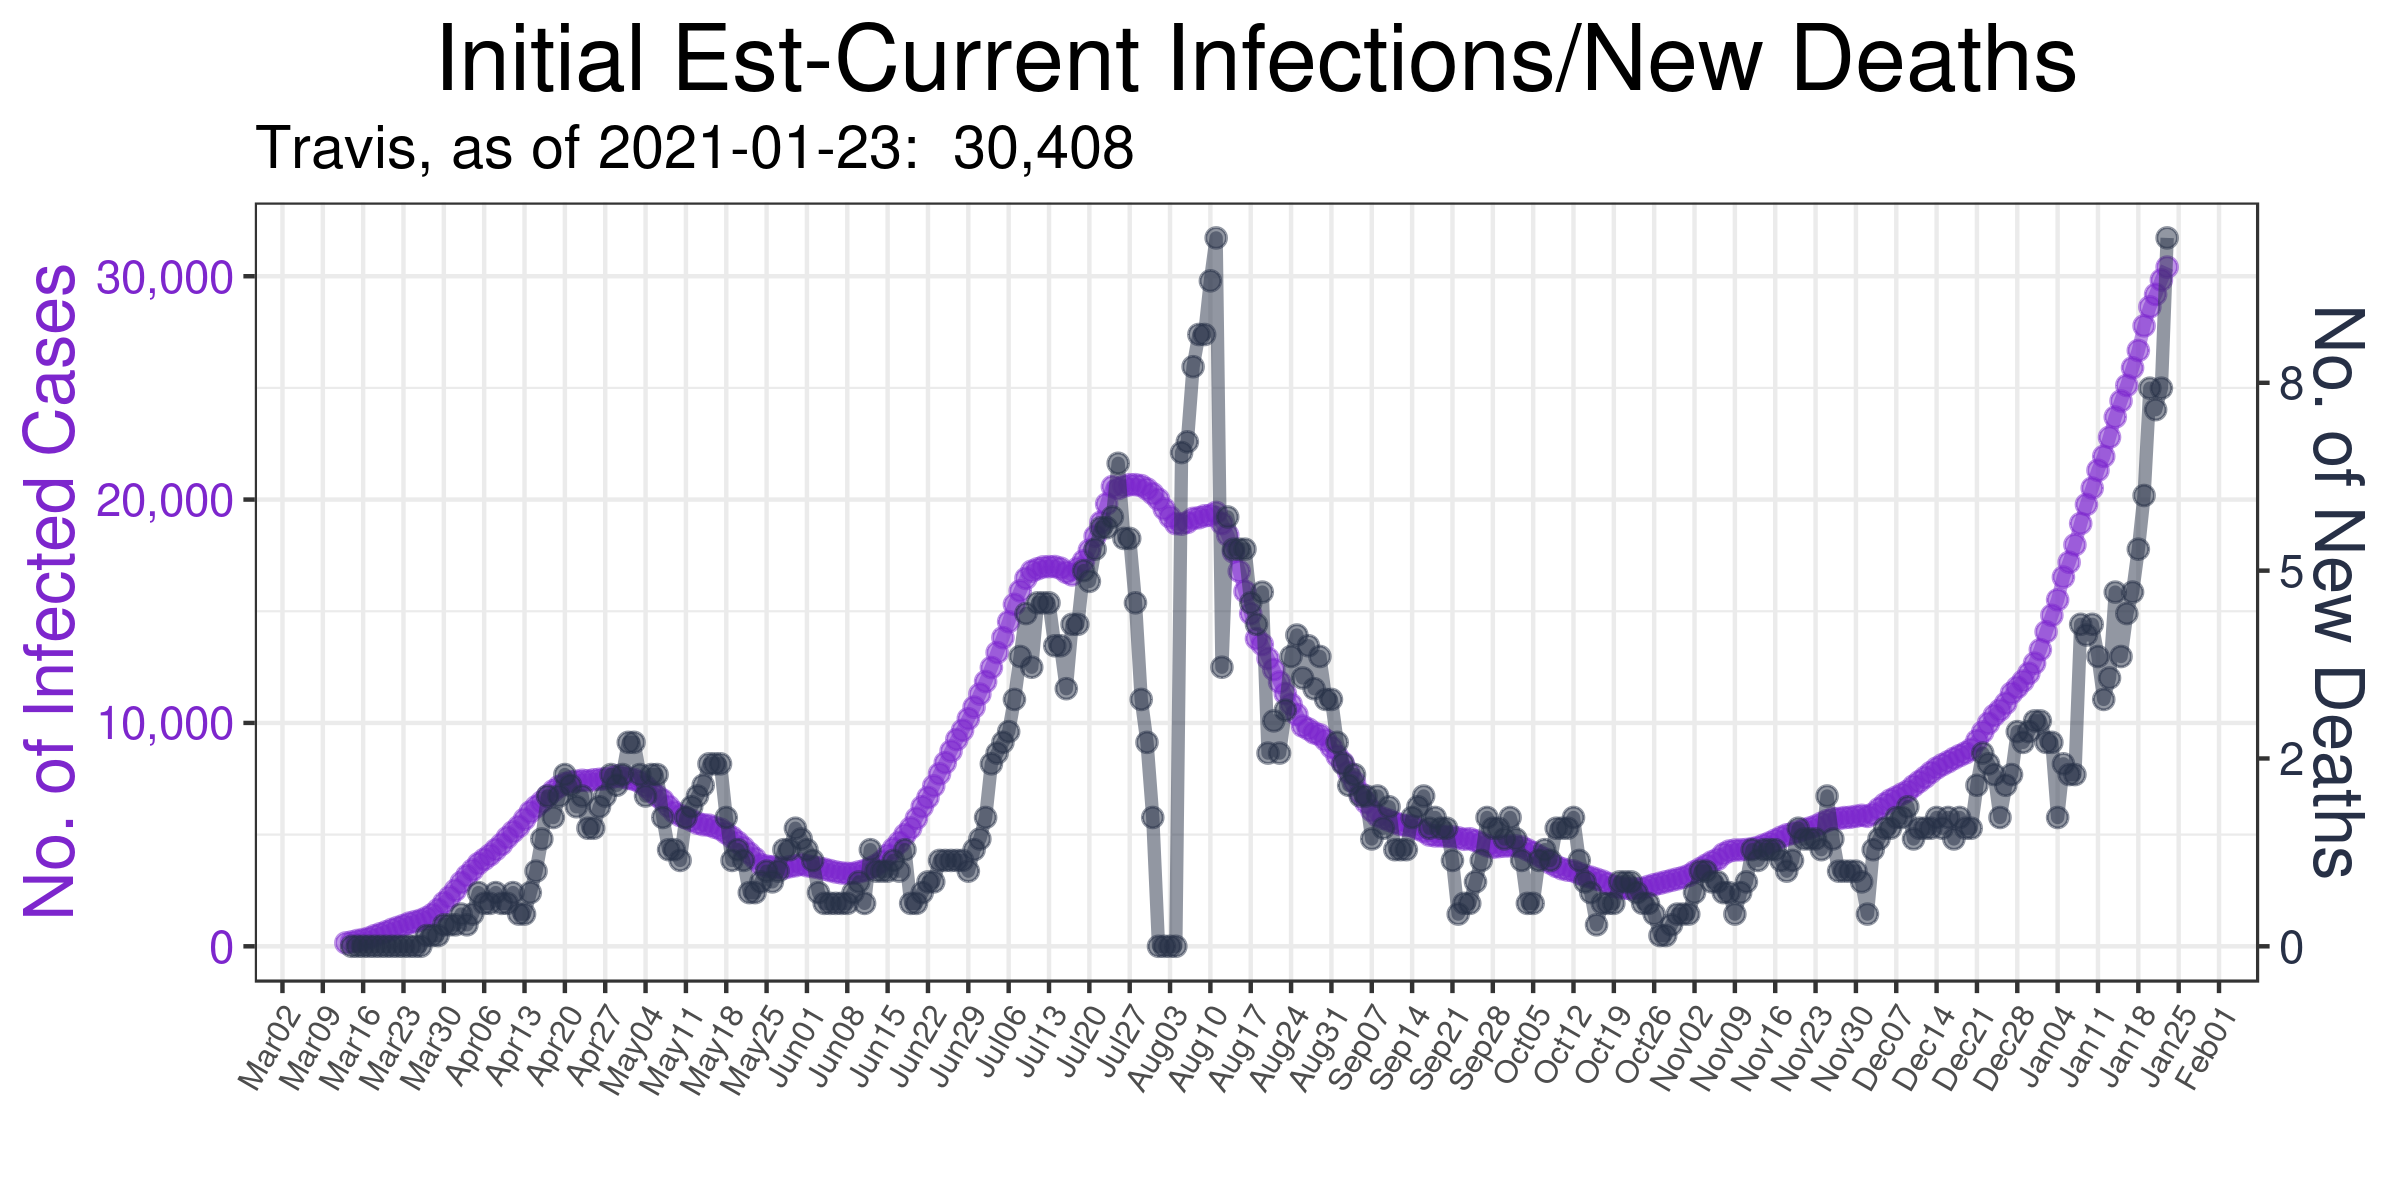 Initial Est-Current Infections/New Deaths
Travis, as of 2021-01-23:  30,408
No. of Infected Cases
30,000
20,000
10,000
0
No. of New Deaths
8
5
2
0
Mar02
Mar09
Mar16
Mar23
Mar30
Apr06
Apr13
Apr20
Apr27
May04
May11
May18
May25
Jun01
Jun08
Jun15
Jun22
Jun29
Jul06
Jul13
Jul20
Jul27
Aug03
Aug10
Aug17
Aug24
Aug31
Sep07
Sep14
Sep21
Sep28
Oct05
Oct12
Oct19
Oct26
Nov02
Nov09
Nov16
Nov23
Nov30
Dec07
Dec14
Dec21
Dec28
Jan04
Jan11
Jan18
Jan25
Feb01